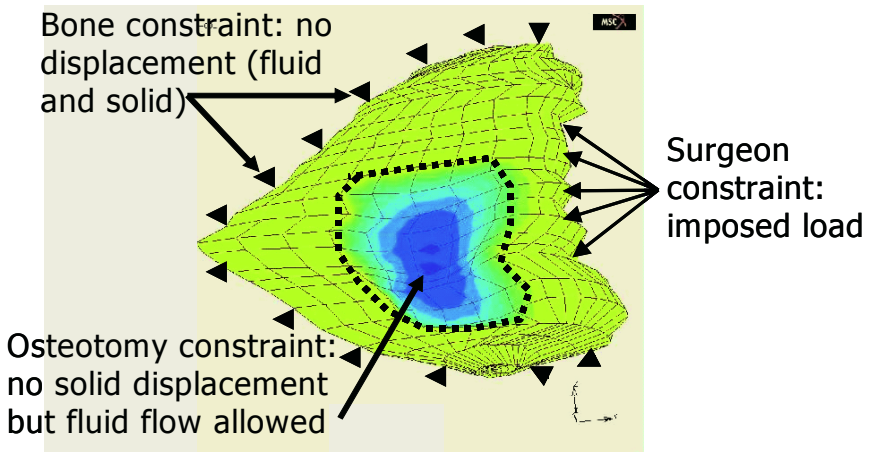 Bone constraint: no
displacement (fluid
and solid)
MSC X
Surgeon
constraint:
imposed load
Osteotomy constraint:
no solid displacement
but fluid flow allowed